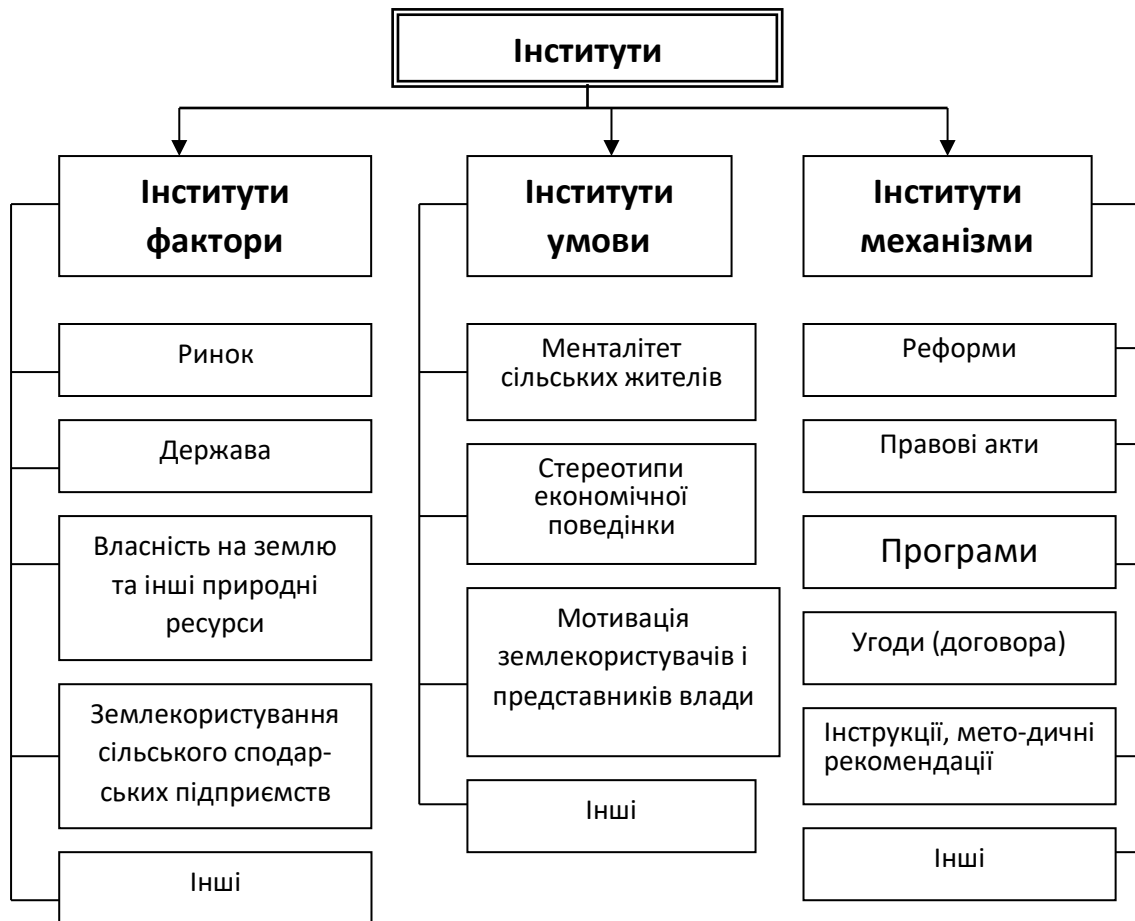 Інститути
Інститути
фактори
Інститути
умови
Інститути
механізми
Ринок
Держава
Власність на землю
та інші природні
ресурси
Землекористування
сільського сподар-
ських підприємств
Інші
Менталітет
сільських жителів
Стереотипи
економічної
поведінки
Мотивація
землекористувачів і
представників влади
Інші
Реформи
Правові акти
Програми
Угоди (договора)
Інструкції, мето-дичні
рекомендації
Інші